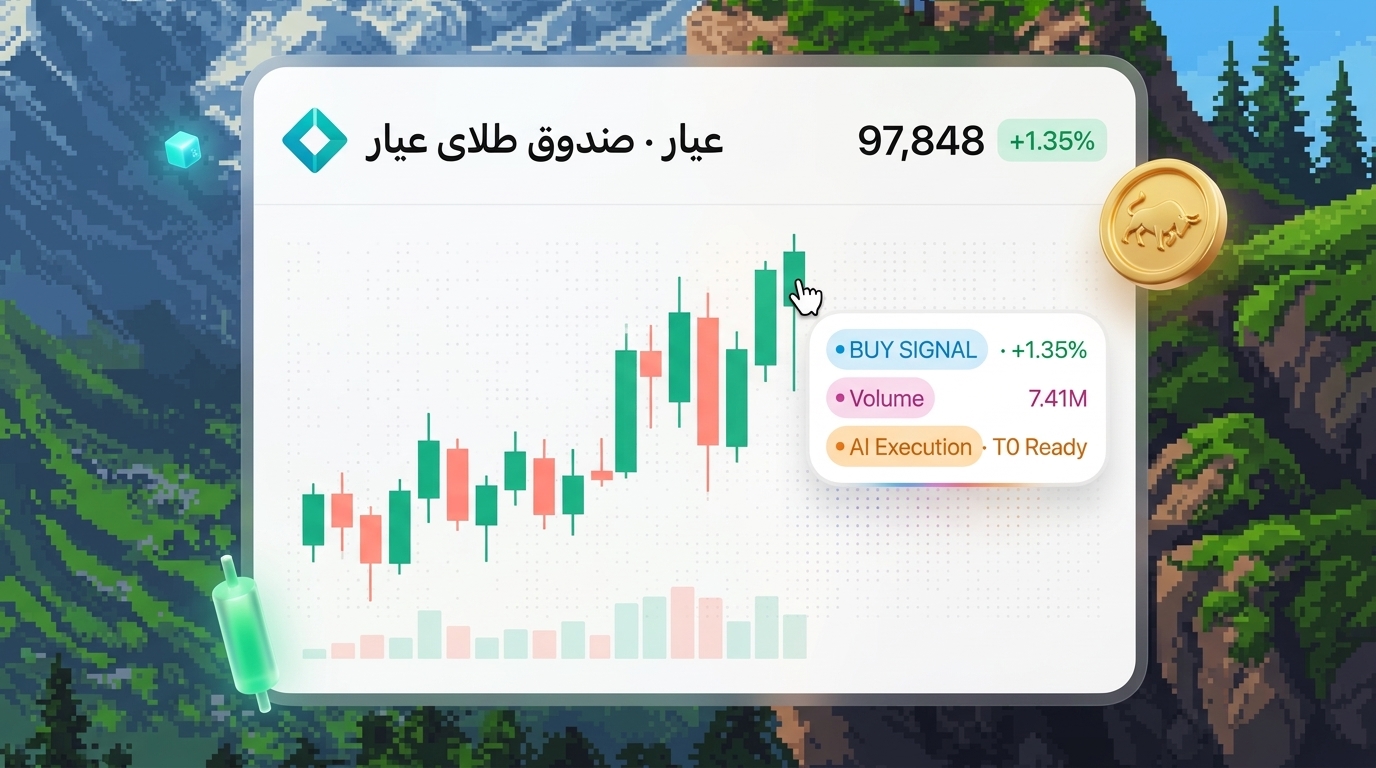 عیار · صندوق طلای عیار
97,848 +1.35%
BUY SIGNAL · +1.35%
Volume 7.41M
AI Execution · T0 Ready